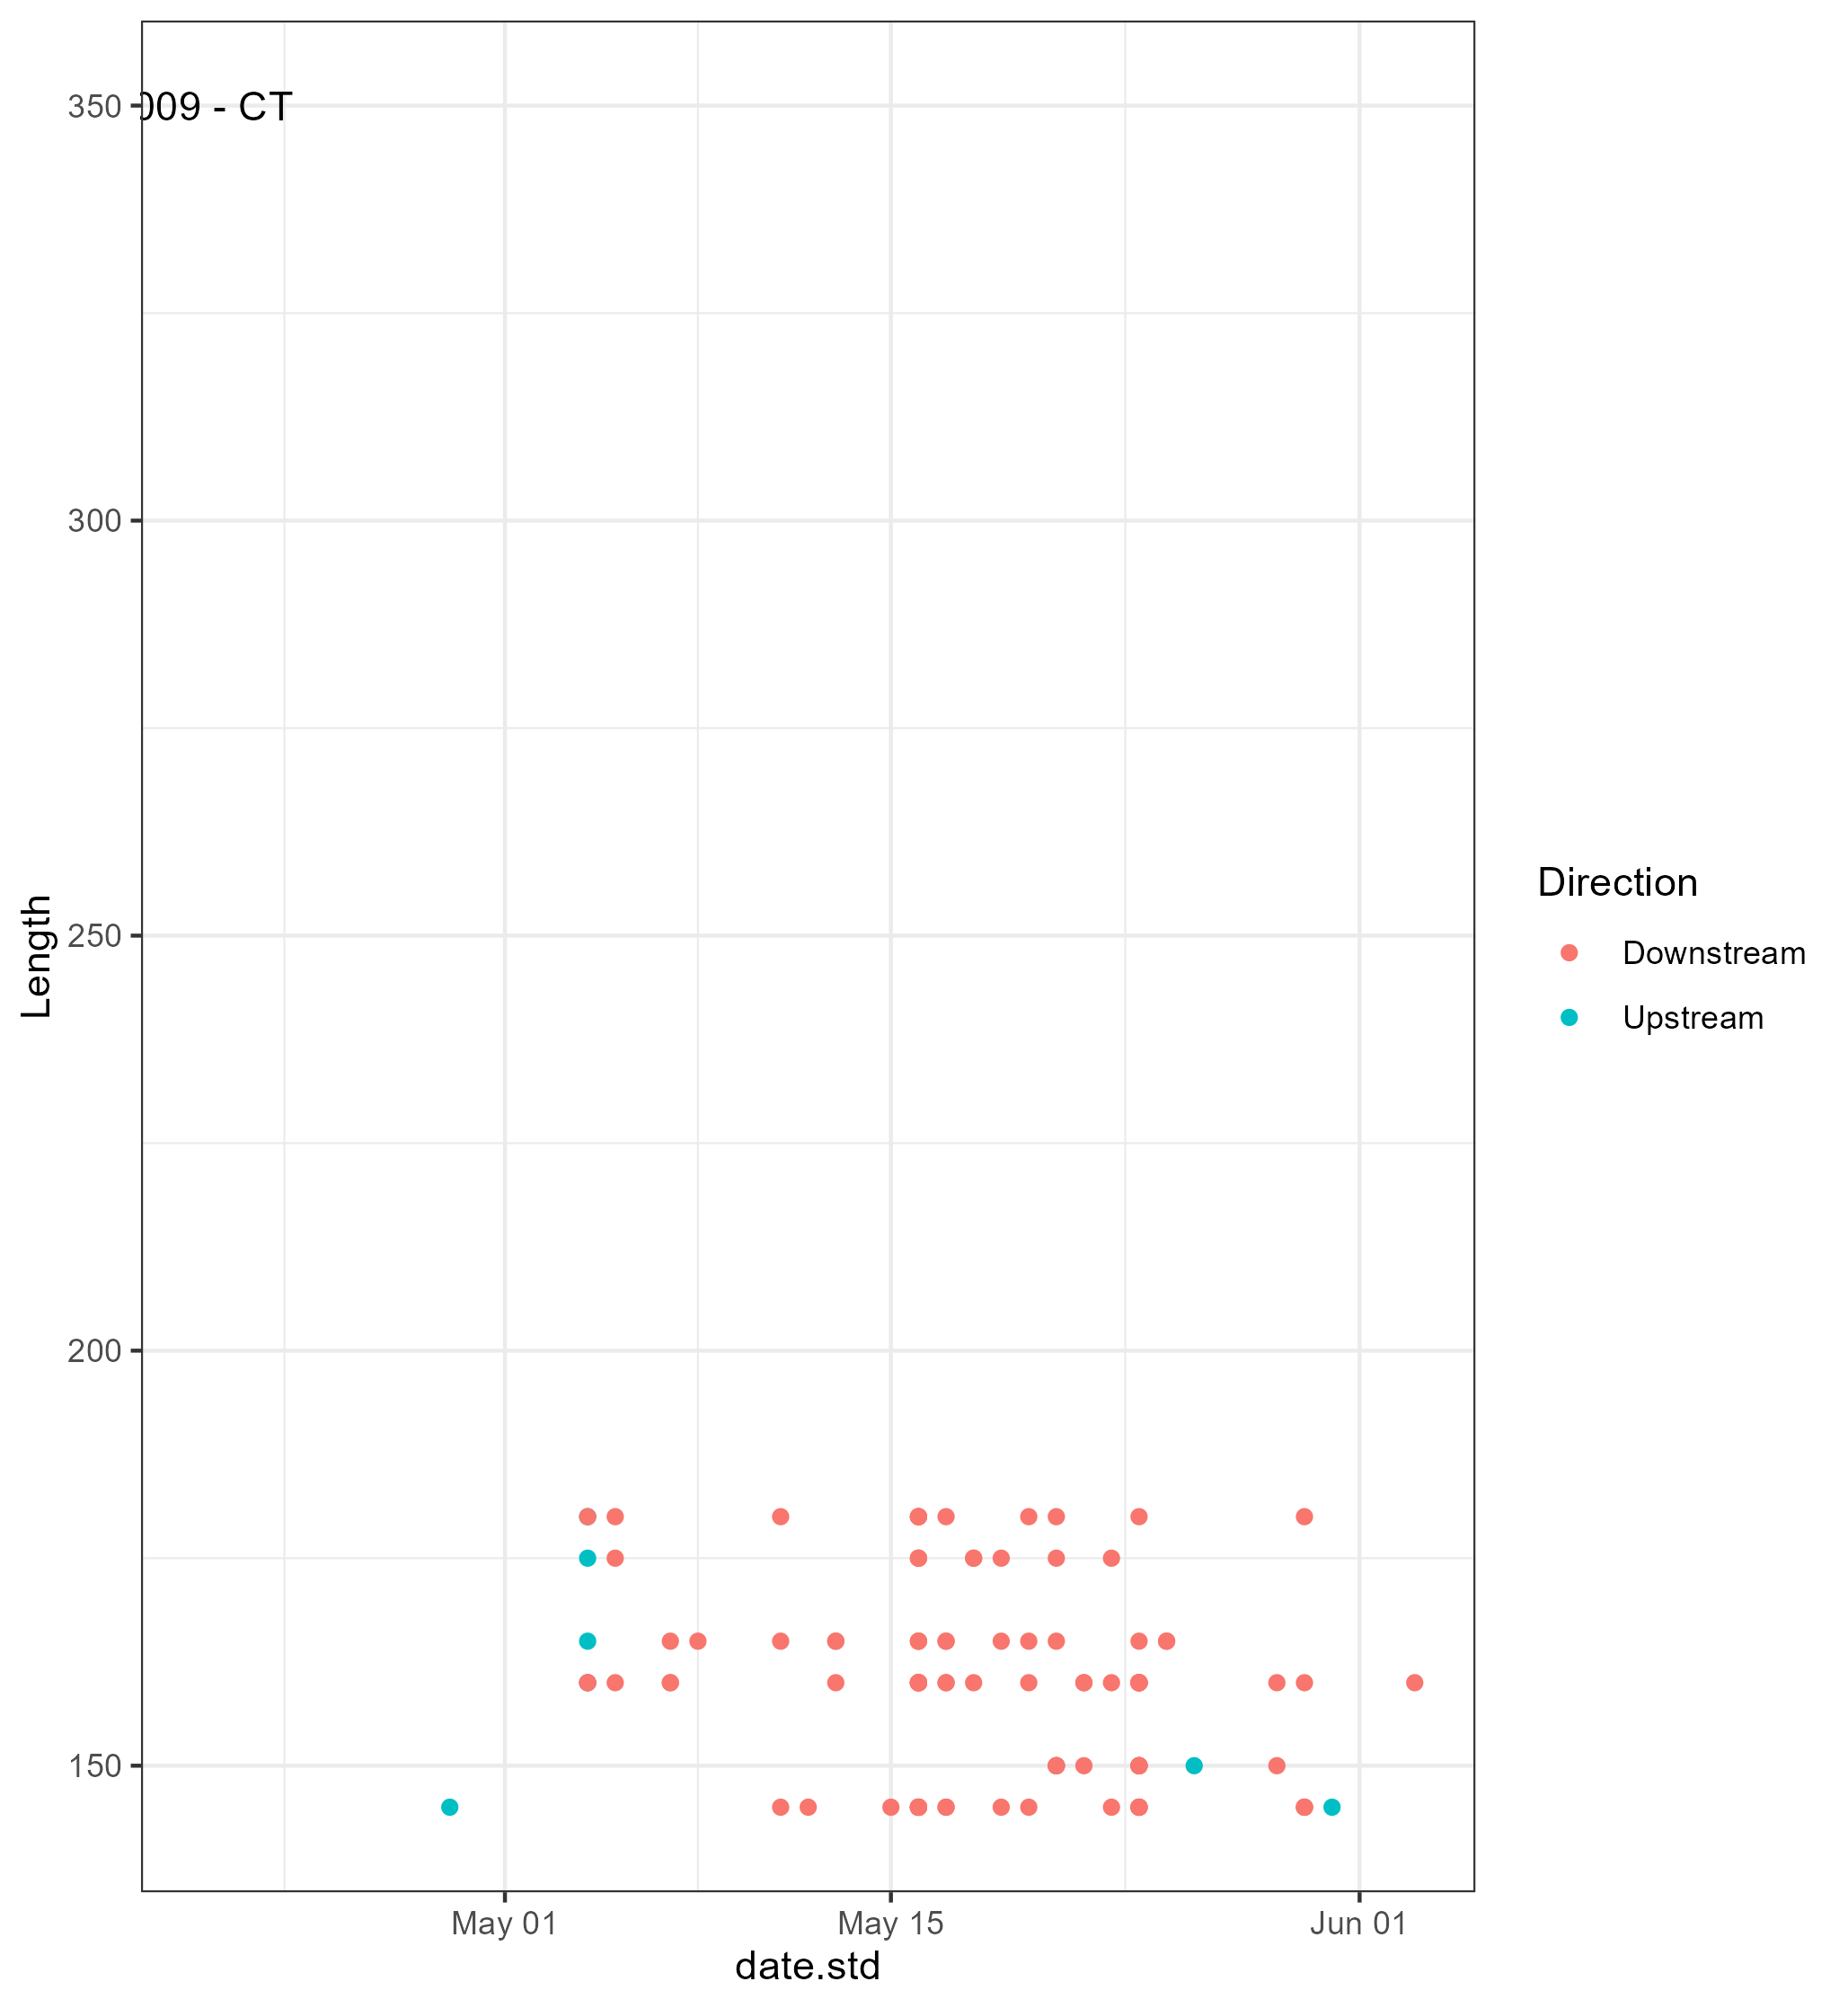 009 - CT
350
300
250
200
150
Length
May 01
May 15
Jun 01
date.std
Direction
Downstream
Upstream